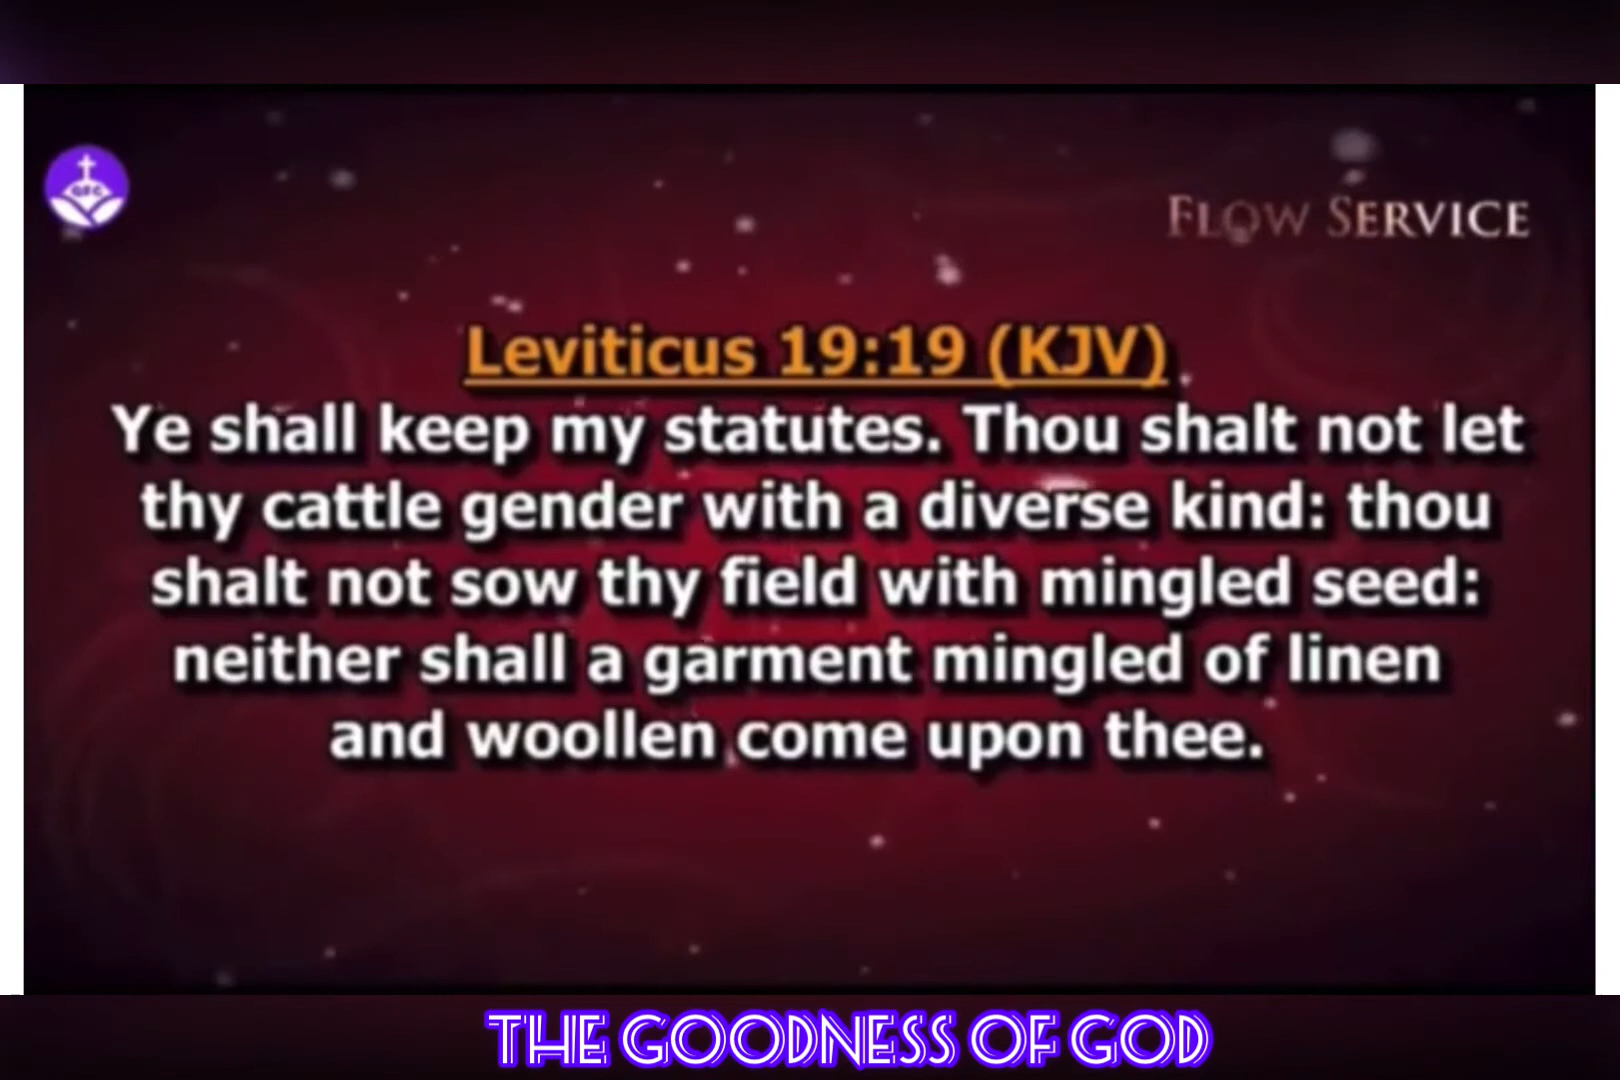 GFC
FLOW SERVICE
Leviticus 19:19 (KJV)
Ye shall keep my statutes. Thou shalt not let
thy cattle gender with a diverse kind: thou
shalt not sow thy field with mingled seed:
neither shall a garment mingled of linen
and woollen come upon thee.
THE GOODNESS OF GOD